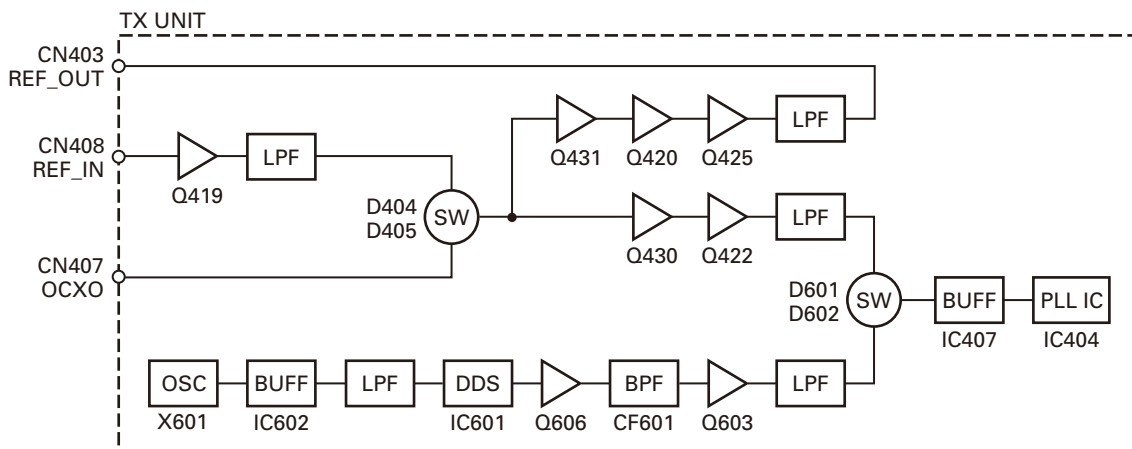 TX UNIT
CN403
REF_OUT
LPF
Q431
Q420
Q425
CN408
REF_IN
LPF
Q419
D404
D405
SW
LPF
Q430
Q422
CN407
OCXO
D601
D602
SW
BUFF
PLL IC
IC407
IC404
OSC
BUFF
LPF
DDS
BPF
LPF
X601
IC602
IC601
Q606
CF601
Q603